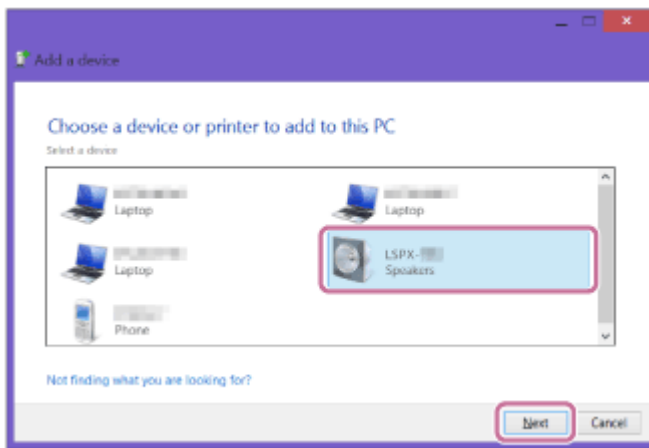 Add a device
Choose a device or printer to add to this PC
Select a device
Laptop
Laptop
Laptop
LSPX-
Speakers
Phone
Not finding what you are looking for?
Next
Cancel